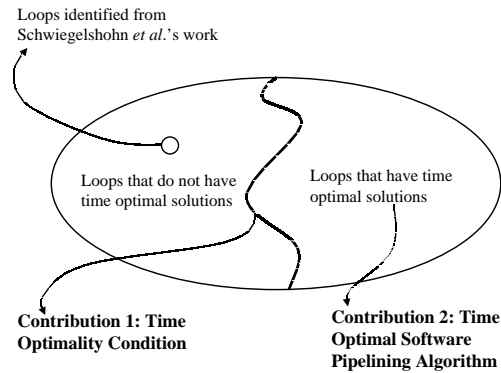 Loops identified from
Schwiegelshohn et al.'s work
Loops that do not have
time optimal solutions
Loops that have time
optimal solutions
Contribution 1: Time
Optimality Condition
Contribution 2: Time
Optimal Software
Pipelining Algorithm